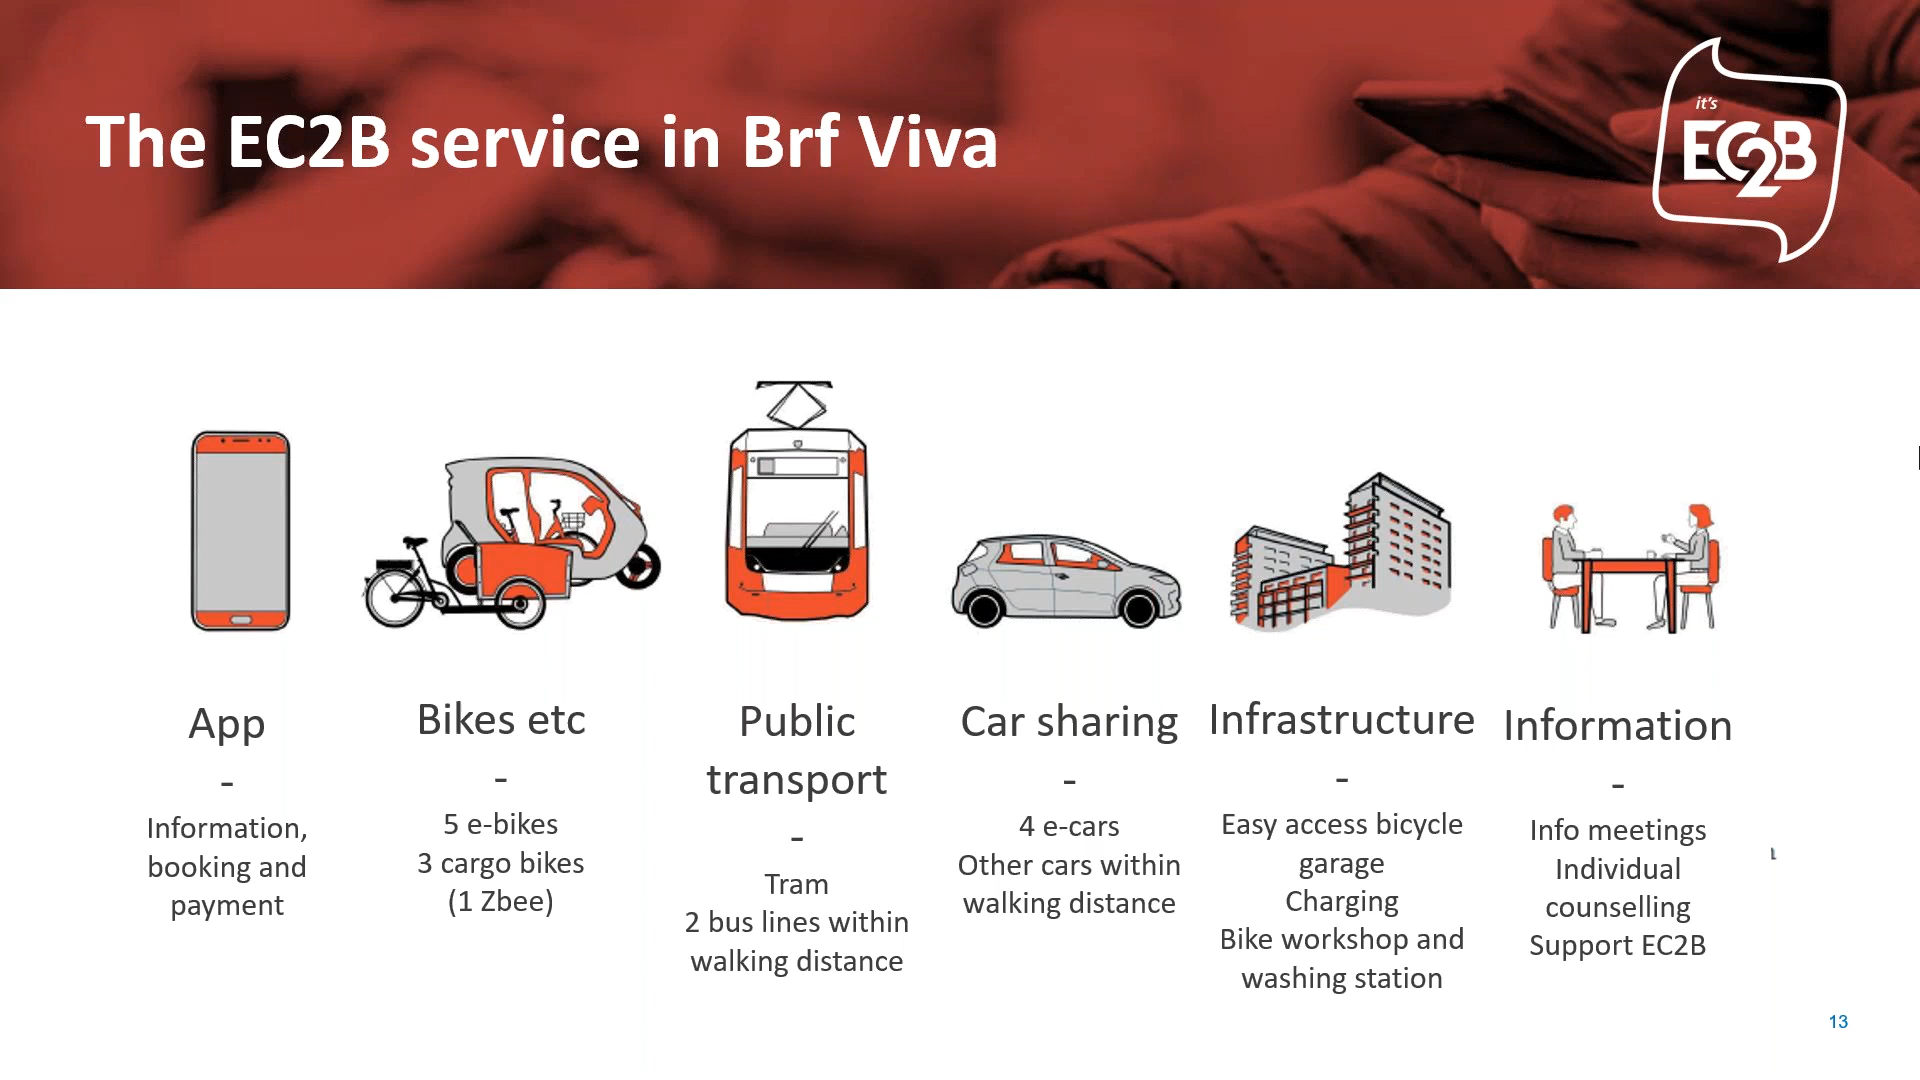 The EC2B service in Brf Viva
it's
EC2B
App
-
Information,
booking and
payment
Bikes etc
-
5 e-bikes
3 cargo bikes
(1 Zbee)
Public
transport
-
Tram
2 bus lines within
walking distance
Car sharing
-
4 e-cars
Other cars within
walking distance
Infrastructure
-
Easy access bicycle
garage
Charging
Bike workshop and
washing station
Information
-
Info meetings
Individual
counselling
Support EC2B
13